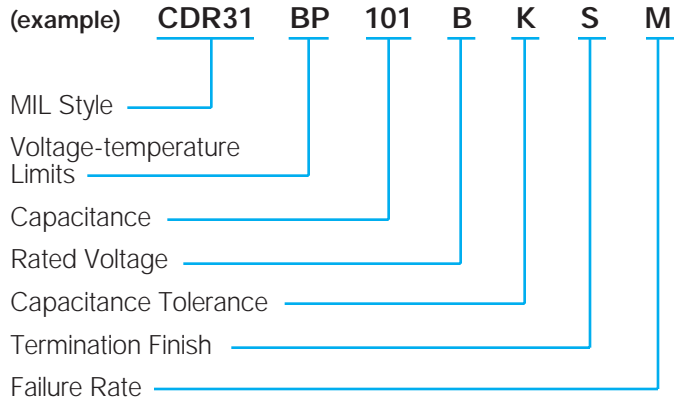 (example) CDR31 BP 101 B K S M
MIL Style
Voltage-temperature
Limits
Capacitance
Rated Voltage
Capacitance Tolerance
Termination Finish
Failure Rate